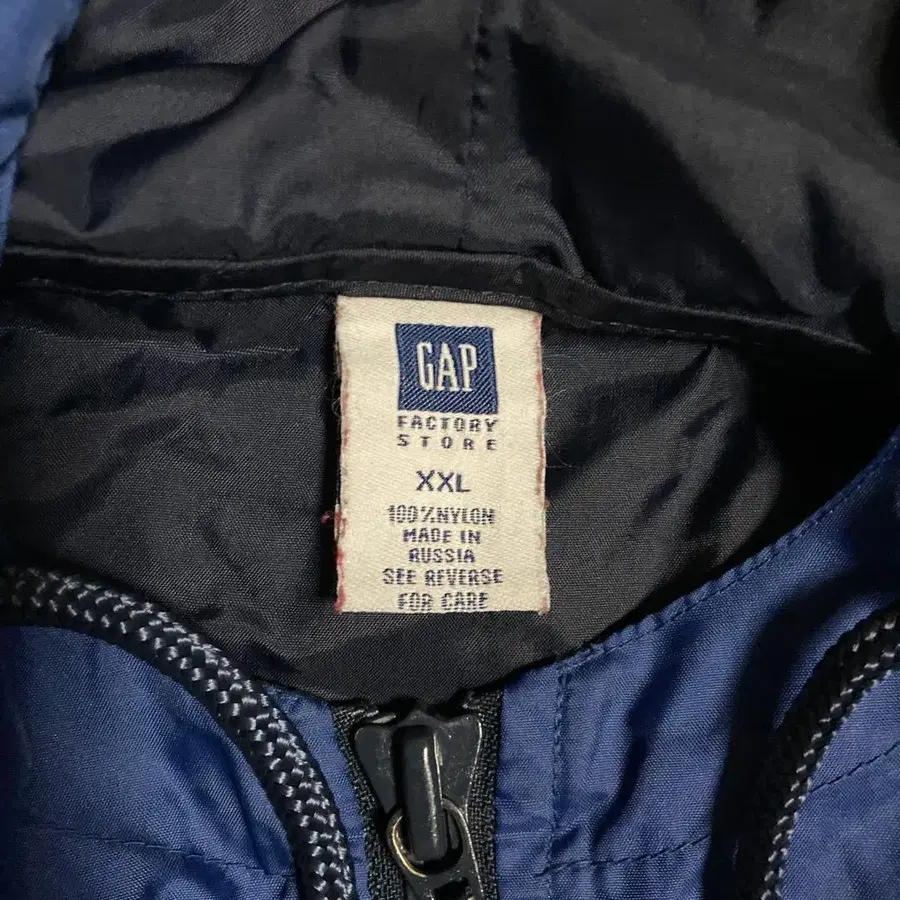 GAP
FACTORY
STORE
XXL
100%NYLON
MADE IN
RUSSIA
SEE REVERSE
FOR CARE